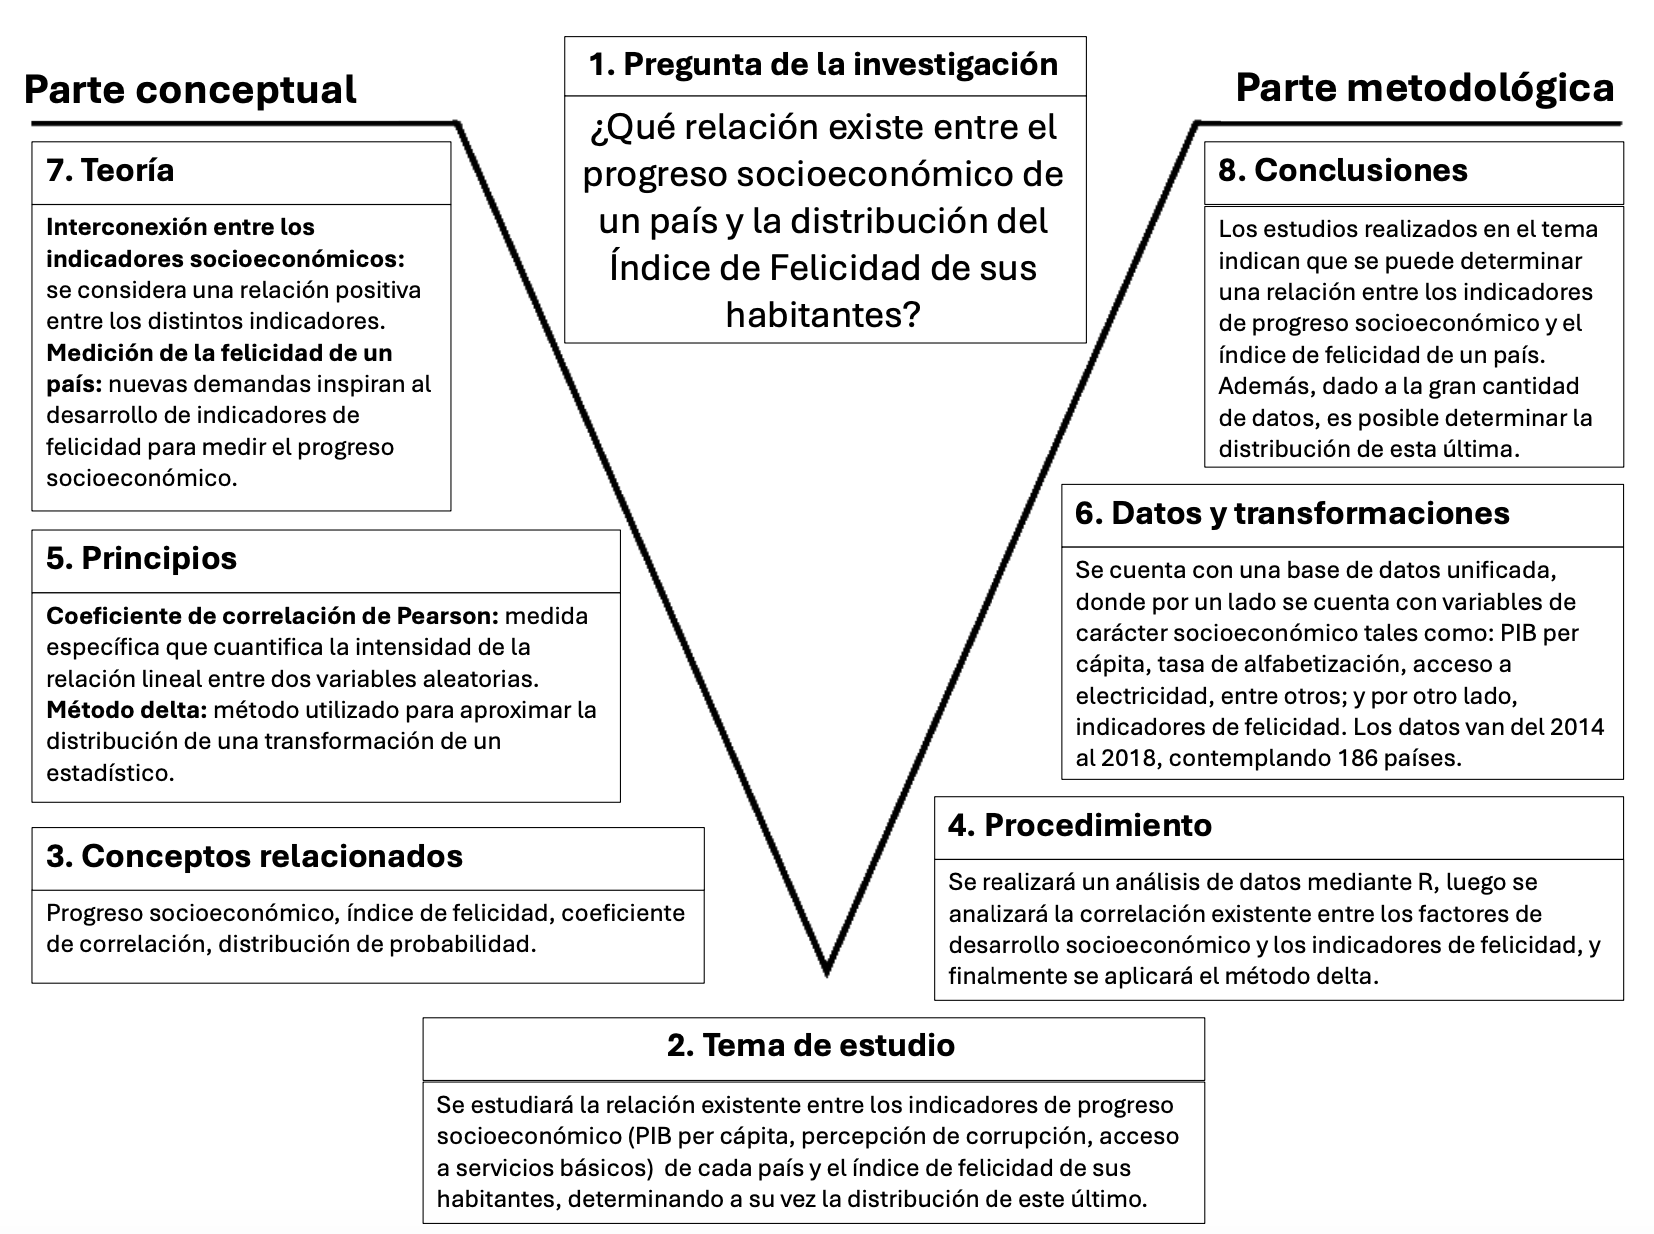 Parte conceptual
1. Pregunta de la investigación
¿Qué relación existe entre el
progreso socioeconómico de
un país y la distribución del
Índice de Felicidad de sus
habitantes?
Parte metodológica
7. Teoría
Interconexión entre los
indicadores socioeconómicos:
se considera una relación positiva
entre los distintos indicadores.
Medición de la felicidad de un
país: nuevas demandas inspiran al
desarrollo de indicadores de
felicidad para medir el progreso
socioeconómico.
8. Conclusiones
Los estudios realizados en el tema
indican que se puede determinar
una relación entre los indicadores
de progreso socioeconómico y el
índice de felicidad de un país.
Además, dado a la gran cantidad
de datos, es posible determinar la
distribución de esta última.
5. Principios
Coeficiente de correlación de Pearson: medida
específica que cuantifica la intensidad de la
relación lineal entre dos variables aleatorias.
Método delta: método utilizado para aproximar la
distribución de una transformación de un
estadístico.
6. Datos y transformaciones
Se cuenta con una base de datos unificada,
donde por un lado se cuenta con variables de
carácter socioeconómico tales como: PIB per
cápita, tasa de alfabetización, acceso a
electricidad, entre otros; y por otro lado,
indicadores de felicidad. Los datos van del 2014
al 2018, contemplando 186 países.
3. Conceptos relacionados
Progreso socioeconómico, índice de felicidad, coeficiente
de correlación, distribución de probabilidad.
4. Procedimiento
Se realizará un análisis de datos mediante R, luego se
analizará la correlación existente entre los factores de
desarrollo socioeconómico y los indicadores de felicidad, y
finalmente se aplicará el método delta.
2. Tema de estudio
Se estudiará la relación existente entre los indicadores de progreso
socioeconómico (PIB per cápita, percepción de corrupción, acceso
a servicios básicos)  de cada país y el índice de felicidad de sus
habitantes, determinando a su vez la distribución de este último.